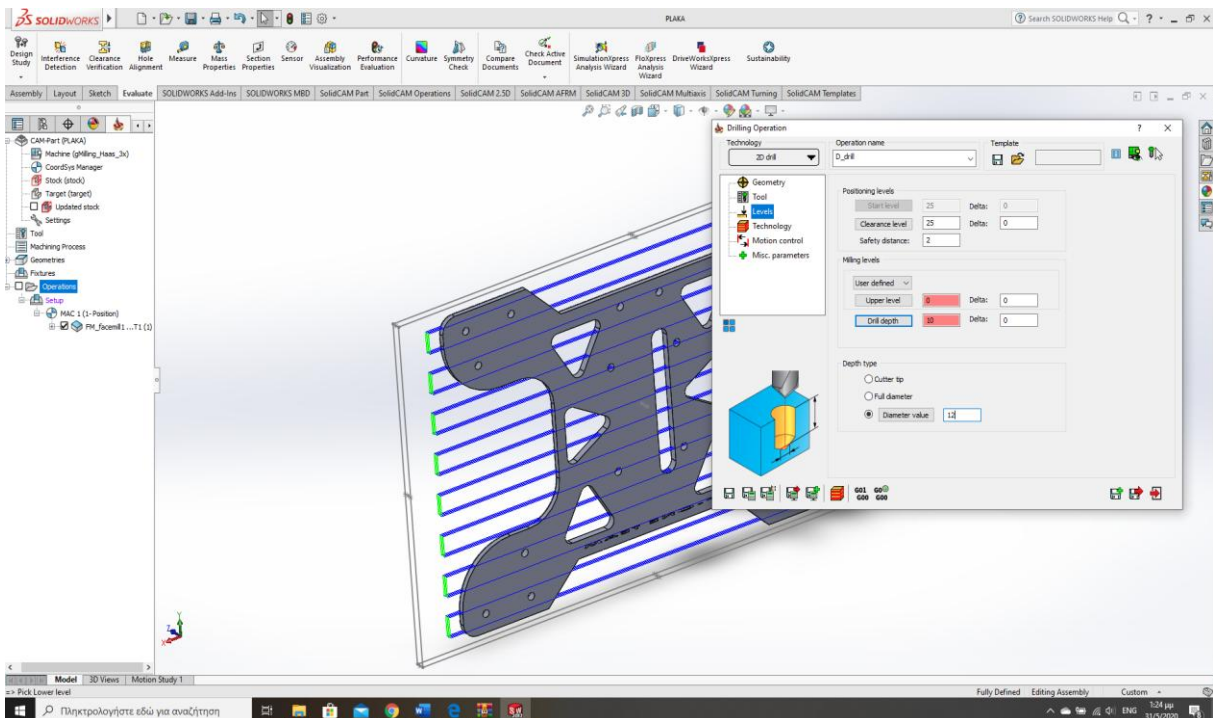 SOLIDWORKS
PLAKA
Search SOLIDWORKS Help
Design Study
Interference Detection
Clearance Verification
Hole Alignment
Measure
Mass Properties
Section Properties
Sensor
Assembly Visualization
Performance Evaluation
Curvature
Symmetry Check
Compare Documents
Check Active Document
SimulationXpress Analysis Wizard
FloXpress Analysis Wizard
DriveWorksXpress Wizard
Sustainability
Assembly Layout Sketch Evaluate SOLIDWORKS Add-Ins SOLIDWORKS MBD SolidCAM Part SolidCAM Operations SolidCAM 2.5D SolidCAM AFRM SolidCAM 3D SolidCAM Multiaxis SolidCAM Turning SolidCAM Templates
CAM-Part (PLAKA)
Machine (gMilling_Haas_3x)
CoordSys Manager
Stock (stock)
Target (target)
Updated stock
Settings
Tool
Machining Process
Geometries
Fixtures
Operations
Setup
MAC 1 (1- Position)
FM_facemill1 ...T1 (1)
Drilling Operation ? X
Technology
2D drill
Operation name
D_drill
Template
Geometry
Tool
Levels
Technology
Motion control
Misc. parameters
Positioning levels
Start level 25 Delta: 0
Clearance level 25 Delta: 0
Safety distance: 2
Milling levels
User defined
Upper level 0 Delta: 0
Drill depth 10 Delta: 0
Depth type
Cutter tip
Full diameter
Diameter value 12
G01 G00
G00 G00
Z
Y
X
Model 3D Views Motion Study 1
=> Pick Lower level
Fully Defined Editing Assembly Custom
Πληκτρολογήστε εδώ για αναζήτηση
ENG
1:24 μμ
31/5/2020